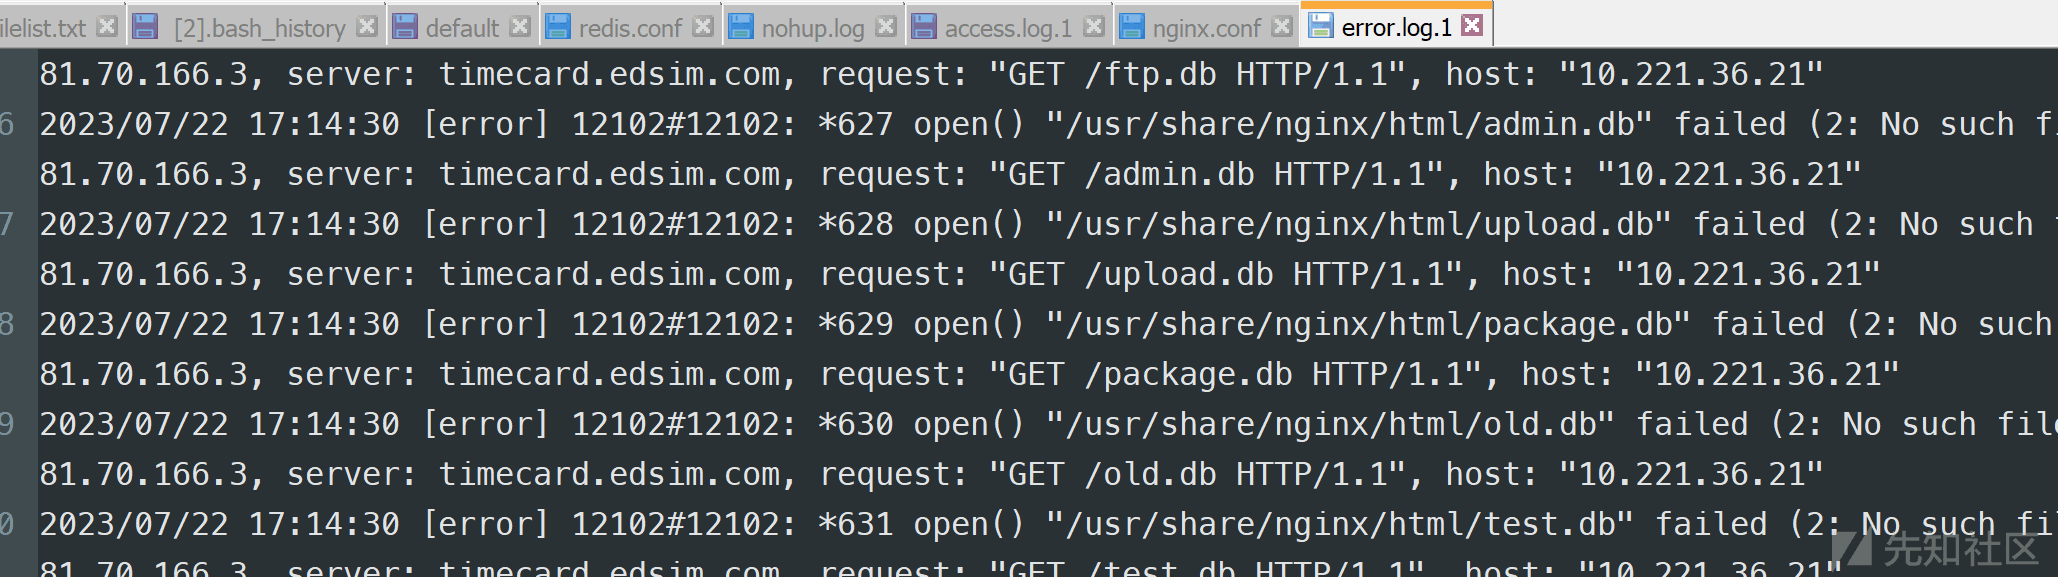 ilelist.txt [2].bash_history default redis.conf nohup.log access.log.1 nginx.conf error.log.1
81.70.166.3, server: timecard.edsim.com, request: "GET /ftp.db HTTP/1.1", host: "10.221.36.21"
6 2023/07/22 17:14:30 [error] 12102#12102: *627 open() "/usr/share/nginx/html/admin.db" failed (2: No such fi
81.70.166.3, server: timecard.edsim.com, request: "GET /admin.db HTTP/1.1", host: "10.221.36.21"
7 2023/07/22 17:14:30 [error] 12102#12102: *628 open() "/usr/share/nginx/html/upload.db" failed (2: No such
81.70.166.3, server: timecard.edsim.com, request: "GET /upload.db HTTP/1.1", host: "10.221.36.21"
8 2023/07/22 17:14:30 [error] 12102#12102: *629 open() "/usr/share/nginx/html/package.db" failed (2: No such
81.70.166.3, server: timecard.edsim.com, request: "GET /package.db HTTP/1.1", host: "10.221.36.21"
9 2023/07/22 17:14:30 [error] 12102#12102: *630 open() "/usr/share/nginx/html/old.db" failed (2: No such file
81.70.166.3, server: timecard.edsim.com, request: "GET /old.db HTTP/1.1", host: "10.221.36.21"
0 2023/07/22 17:14:30 [error] 12102#12102: *631 open() "/usr/share/nginx/html/test.db" failed (2: No such fil
81.70.166.3, server: timecard.edsim.com, request: "GET /test.db HTTP/1.1", host: "10.221.36.21"
先知社区